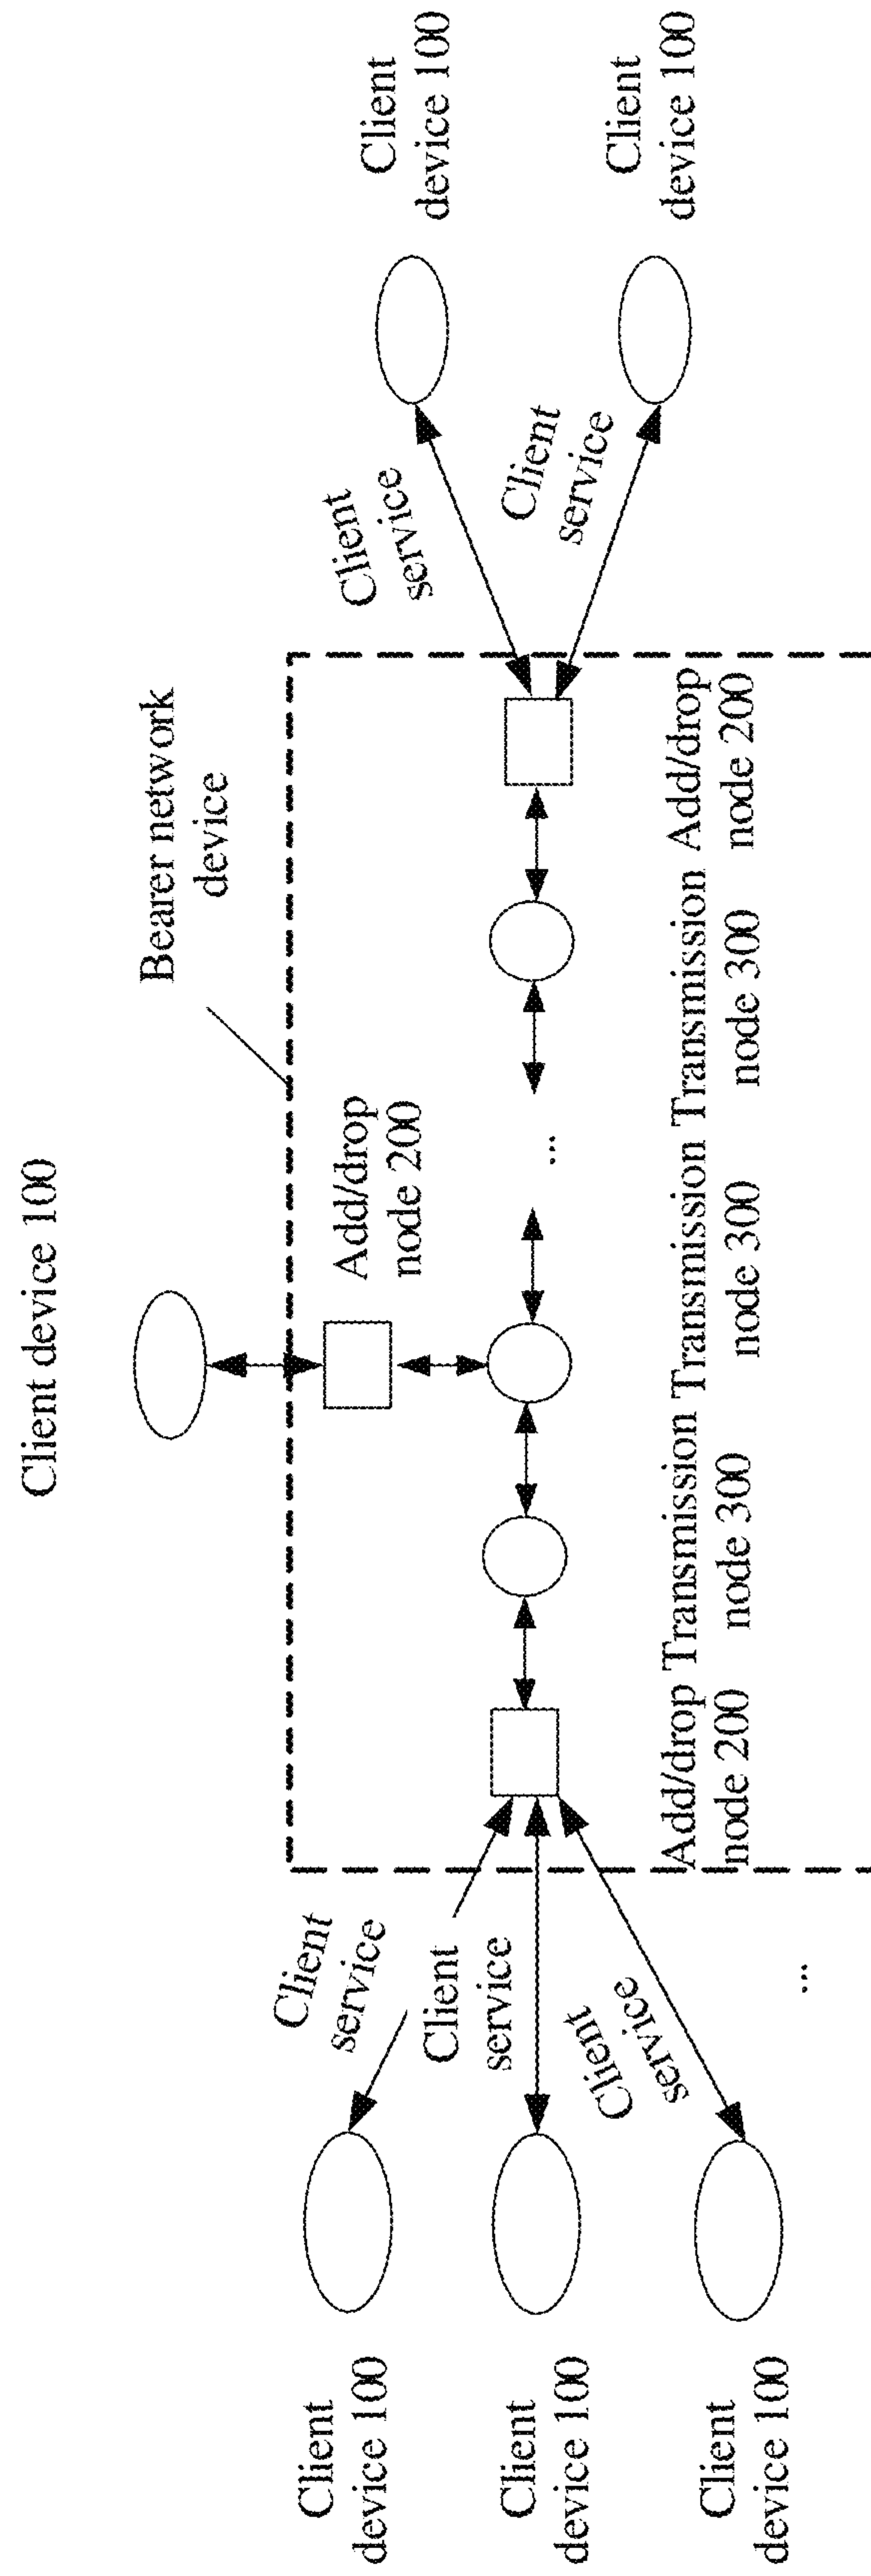 Client device 100
Bearer network
device
Add/drop
node 200
Client
device 100
Client
service
Client
device 100
Client
service
Client
device 100
Client
service
...
Client
service
Client
device 100
Client
service
Client
device 100
...
Add/drop
node 200
Transmission
node 300
Transmission
node 300
Transmission
node 300
Add/drop
node 200